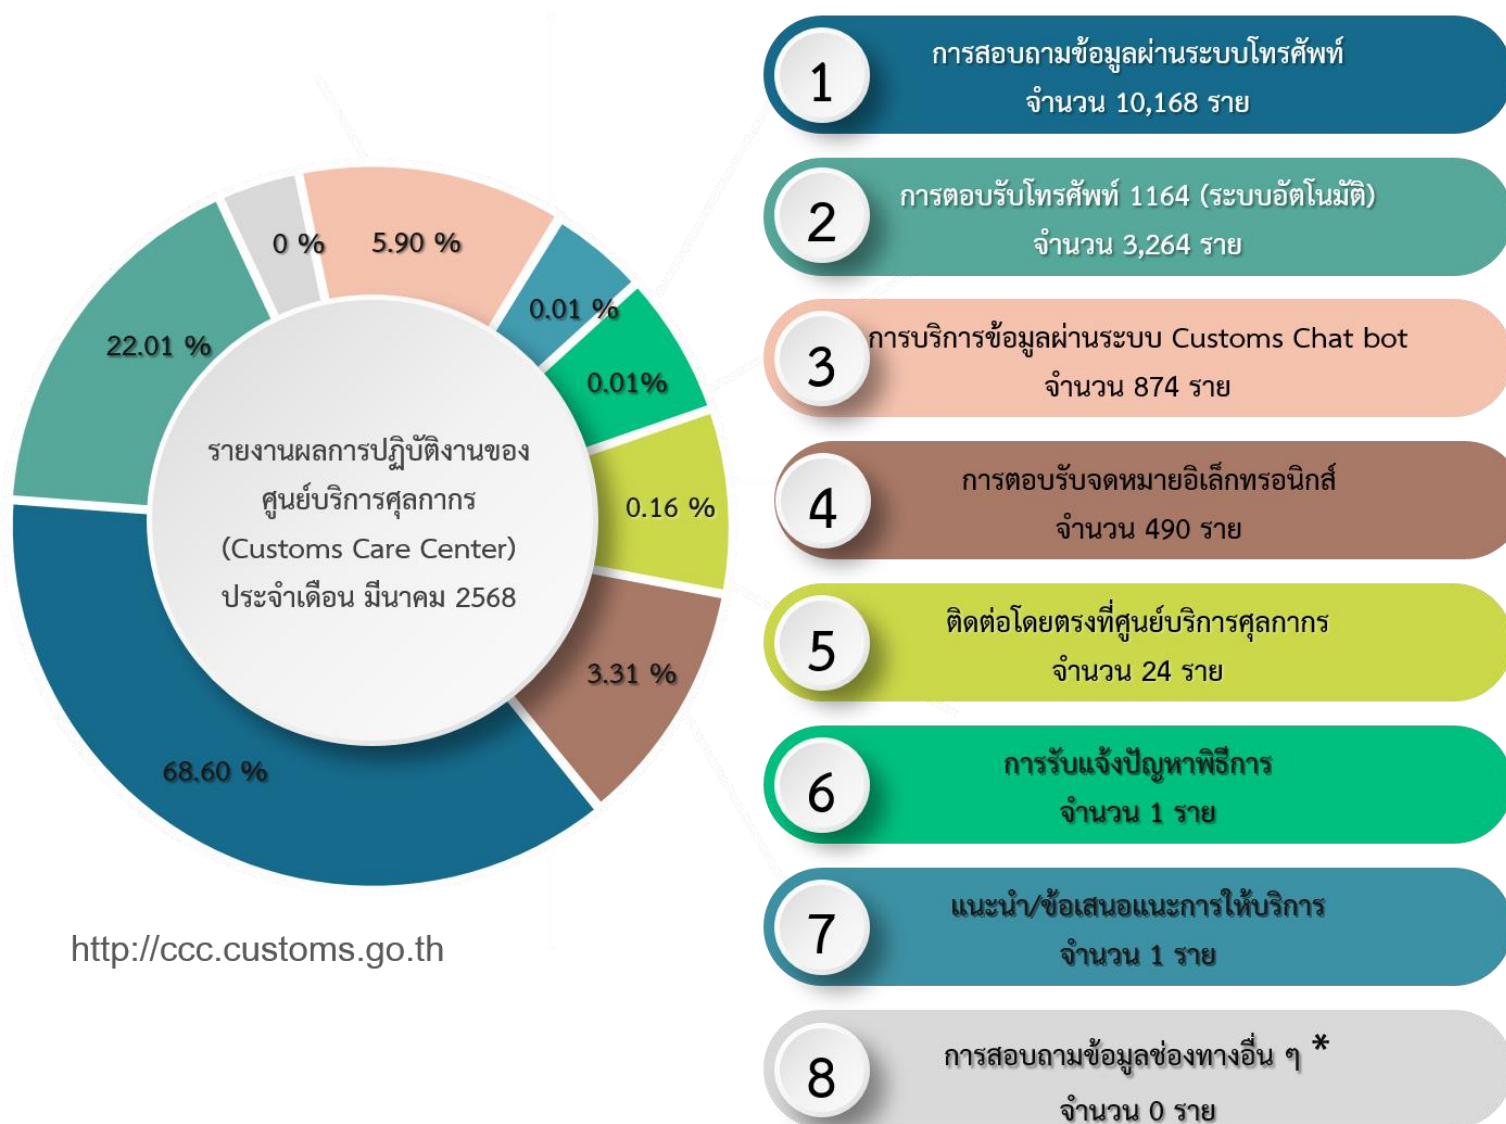 1
การสอบถามข้อมูลผ่านระบบโทรศัพท์
จำนวน 10,168 ราย
2
การตอบรับโทรศัพท์ 1164 (ระบบอัตโนมัติ)
จำนวน 3,264 ราย
3
การบริการข้อมูลผ่านระบบ Customs Chat bot
จำนวน 874 ราย
4
การตอบรับจดหมายอิเล็กทรอนิกส์
จำนวน 490 ราย
5
ติดต่อโดยตรงที่ศูนย์บริการศุลกากร
จำนวน 24 ราย
6
การรับแจ้งปัญหาพิธีการ
จำนวน 1 ราย
7
แนะนำ/ข้อเสนอแนะการให้บริการ
จำนวน 1 ราย
8
การสอบถามข้อมูลช่องทางอื่น ๆ *
จำนวน 0 ราย
0 %
5.90 %
0.01 %
22.01 %
0.01%
0.16 %
3.31 %
68.60 %
รายงานผลการปฏิบัติงานของ
ศูนย์บริการศุลกากร
(Customs Care Center)
ประจำเดือน มีนาคม 2568
http://ccc.customs.go.th